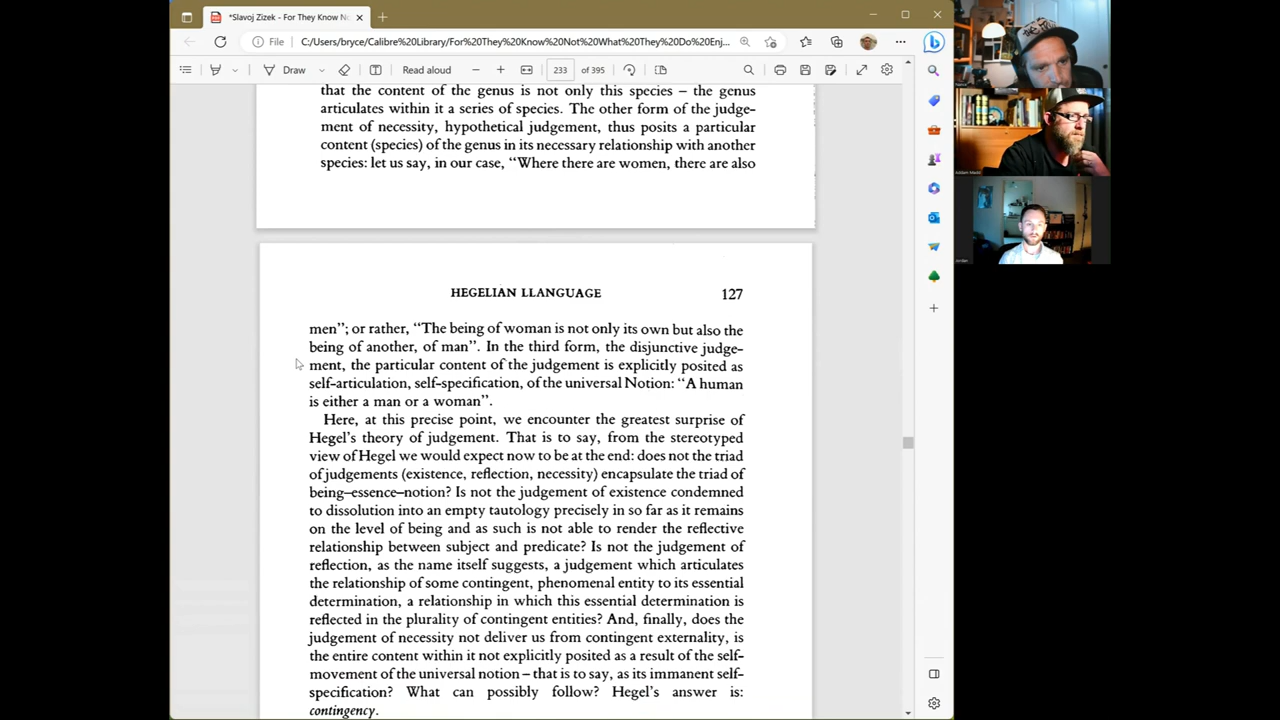 *Slavoj Zizek - For They Know No
File
C:/Users/bryce/Calibre%20Library/For%20They%20Know%20Not%20What%20They%20Do%20Enj...
Draw
Read aloud
233
of 395
that the content of the genus is not only this species – the genus
articulates within it a series of species. The other form of the judge-
ment of necessity, hypothetical judgement, thus posits a particular
content (species) of the genus in its necessary relationship with another
species: let us say, in our case, “Where there are women, there are also
HEGELIAN LLANGUAGE 127
men”; or rather, “The being of woman is not only its own but also the
being of another, of man”. In the third form, the disjunctive judge-
ment, the particular content of the judgement is explicitly posited as
self-articulation, self-specification, of the universal Notion: “A human
is either a man or a woman”.
Here, at this precise point, we encounter the greatest surprise of
Hegel’s theory of judgement. That is to say, from the stereotyped
view of Hegel we would expect now to be at the end: does not the triad
of judgements (existence, reflection, necessity) encapsulate the triad of
being–essence–notion? Is not the judgement of existence condemned
to dissolution into an empty tautology precisely in so far as it remains
on the level of being and as such is not able to render the reflective
relationship between subject and predicate? Is not the judgement of
reflection, as the name itself suggests, a judgement which articulates
the relationship of some contingent, phenomenal entity to its essential
determination, a relationship in which this essential determination is
reflected in the plurality of contingent entities? And, finally, does the
judgement of necessity not deliver us from contingent externality, is
the entire content within it not explicitly posited as a result of the self-
movement of the universal notion – that is to say, as its immanent self-
specification? What can possibly follow? Hegel’s answer is:
contingency.
Jordan